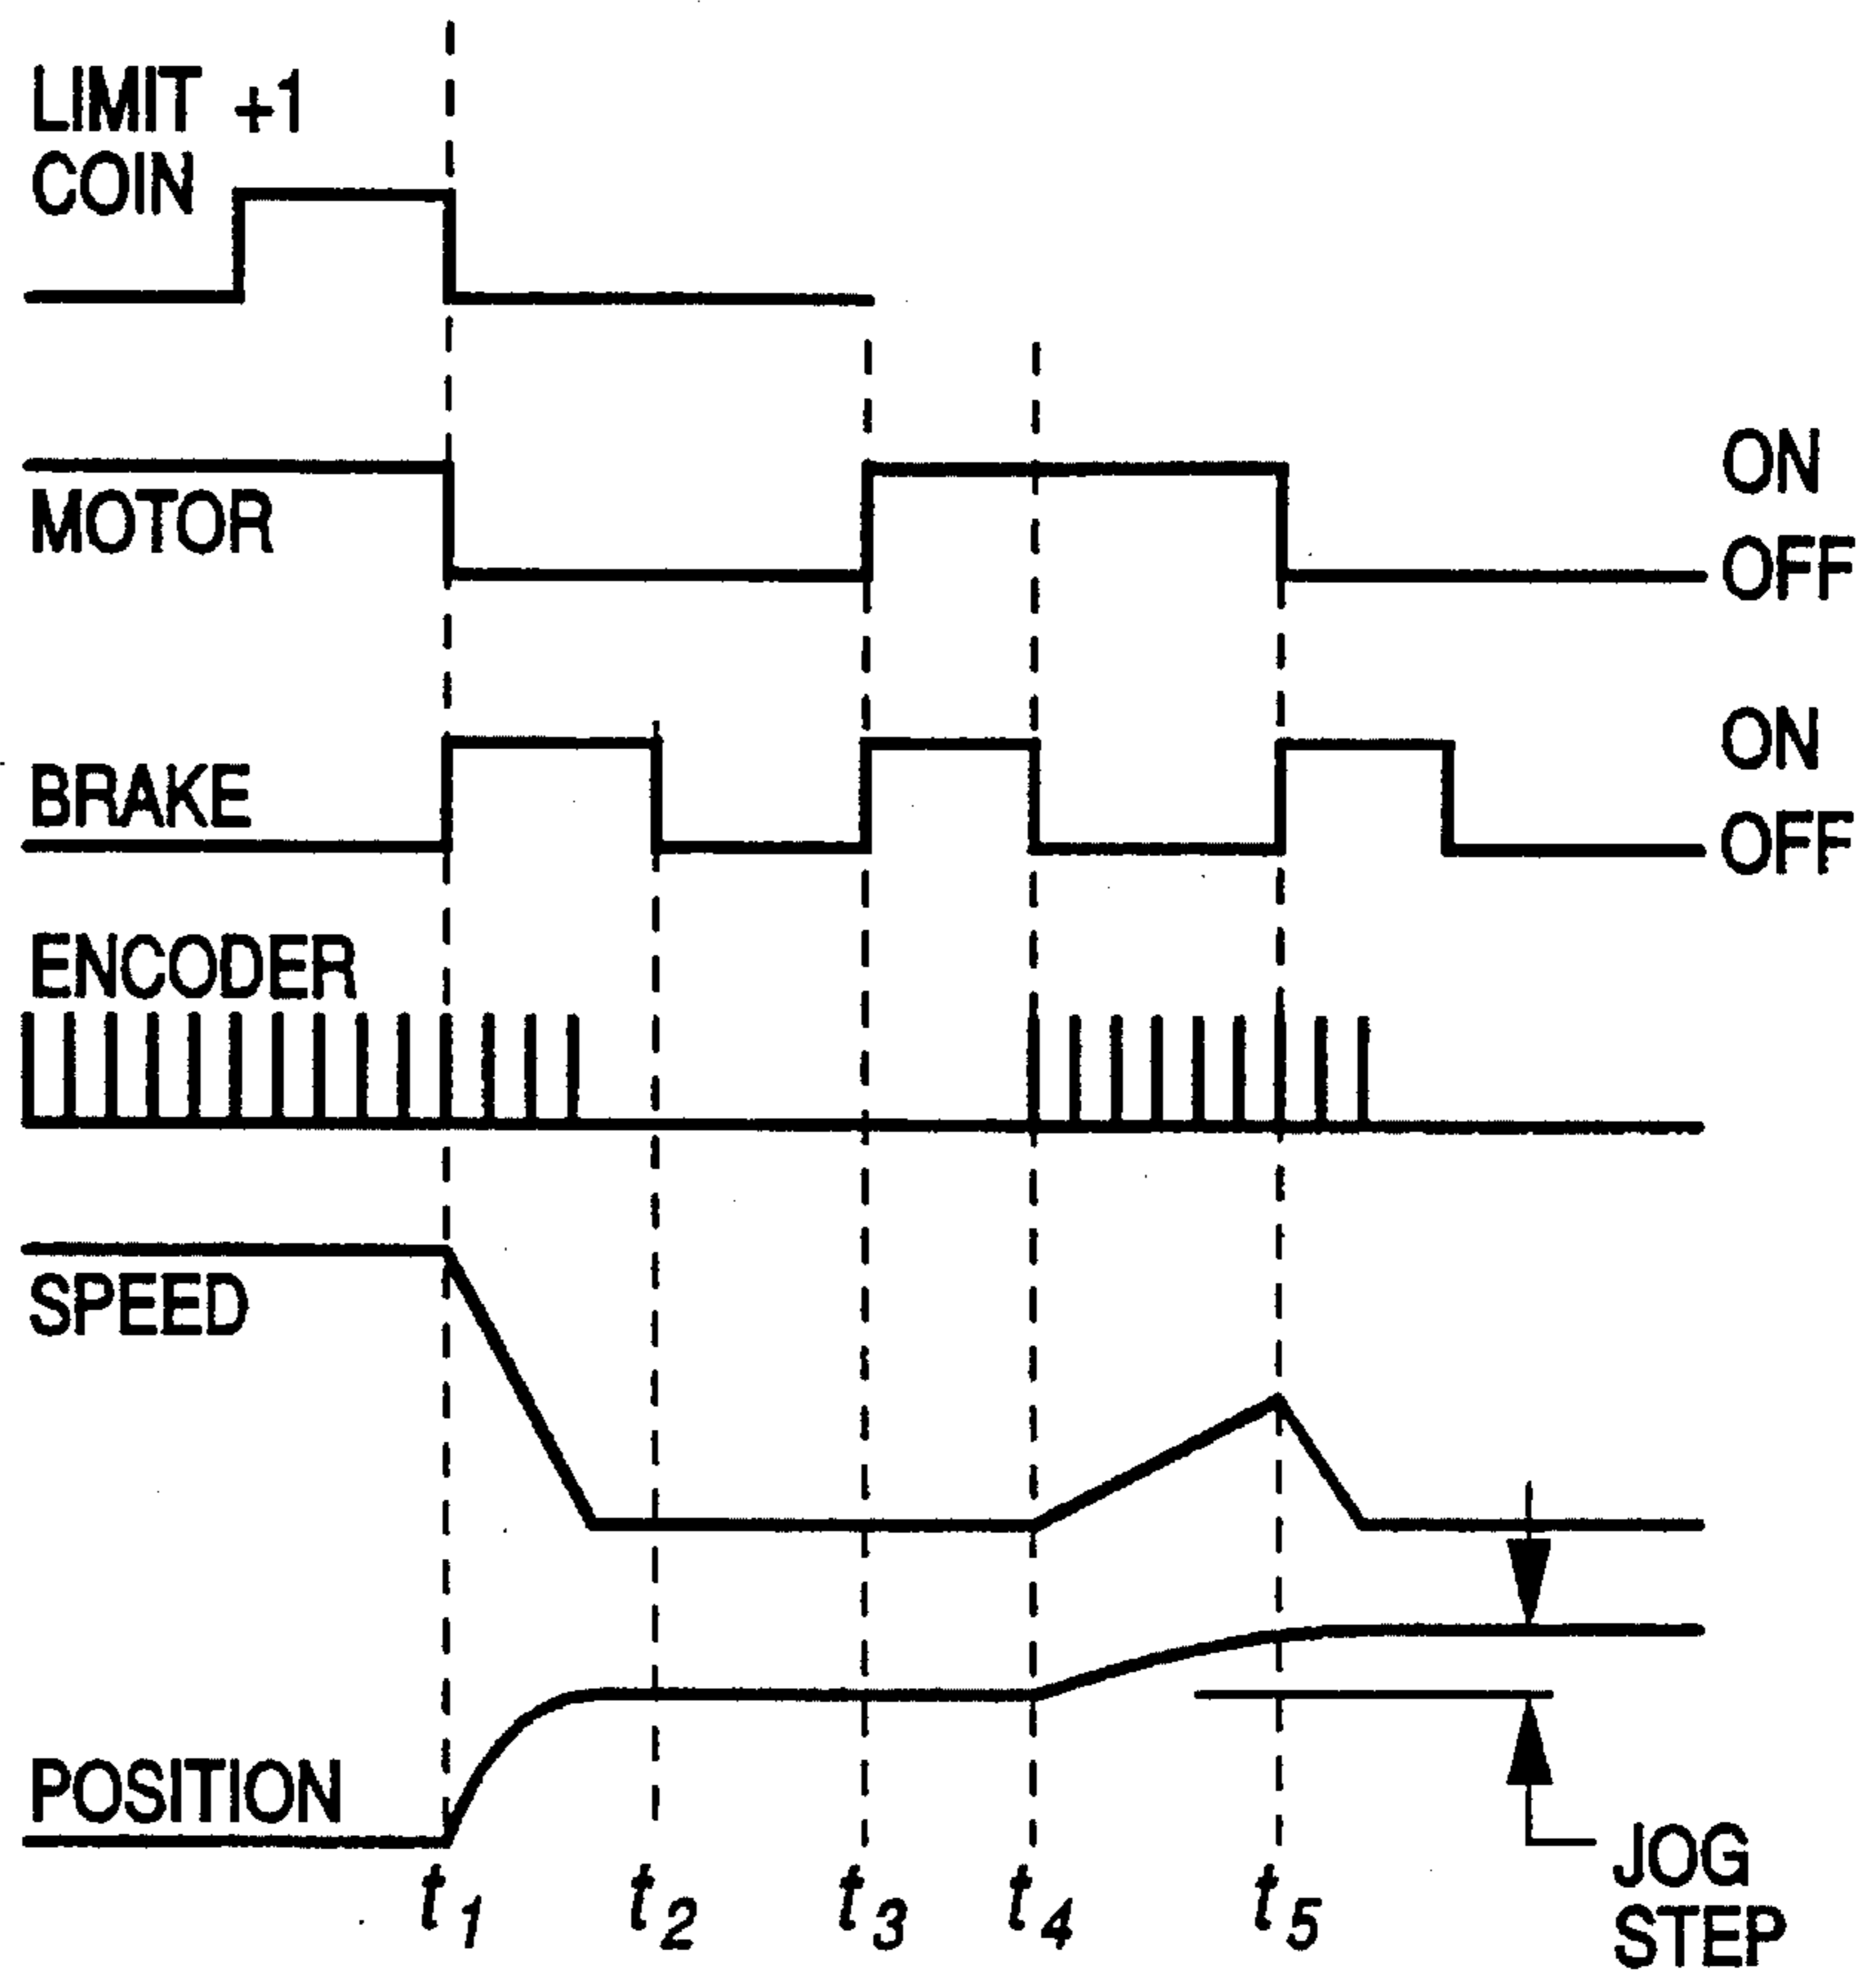 LIMIT +1
COIN
MOTOR
ON
OFF
BRAKE
ON
OFF
ENCODER
SPEED
POSITION
t1 t2 t3 t4 t5
JOG
STEP